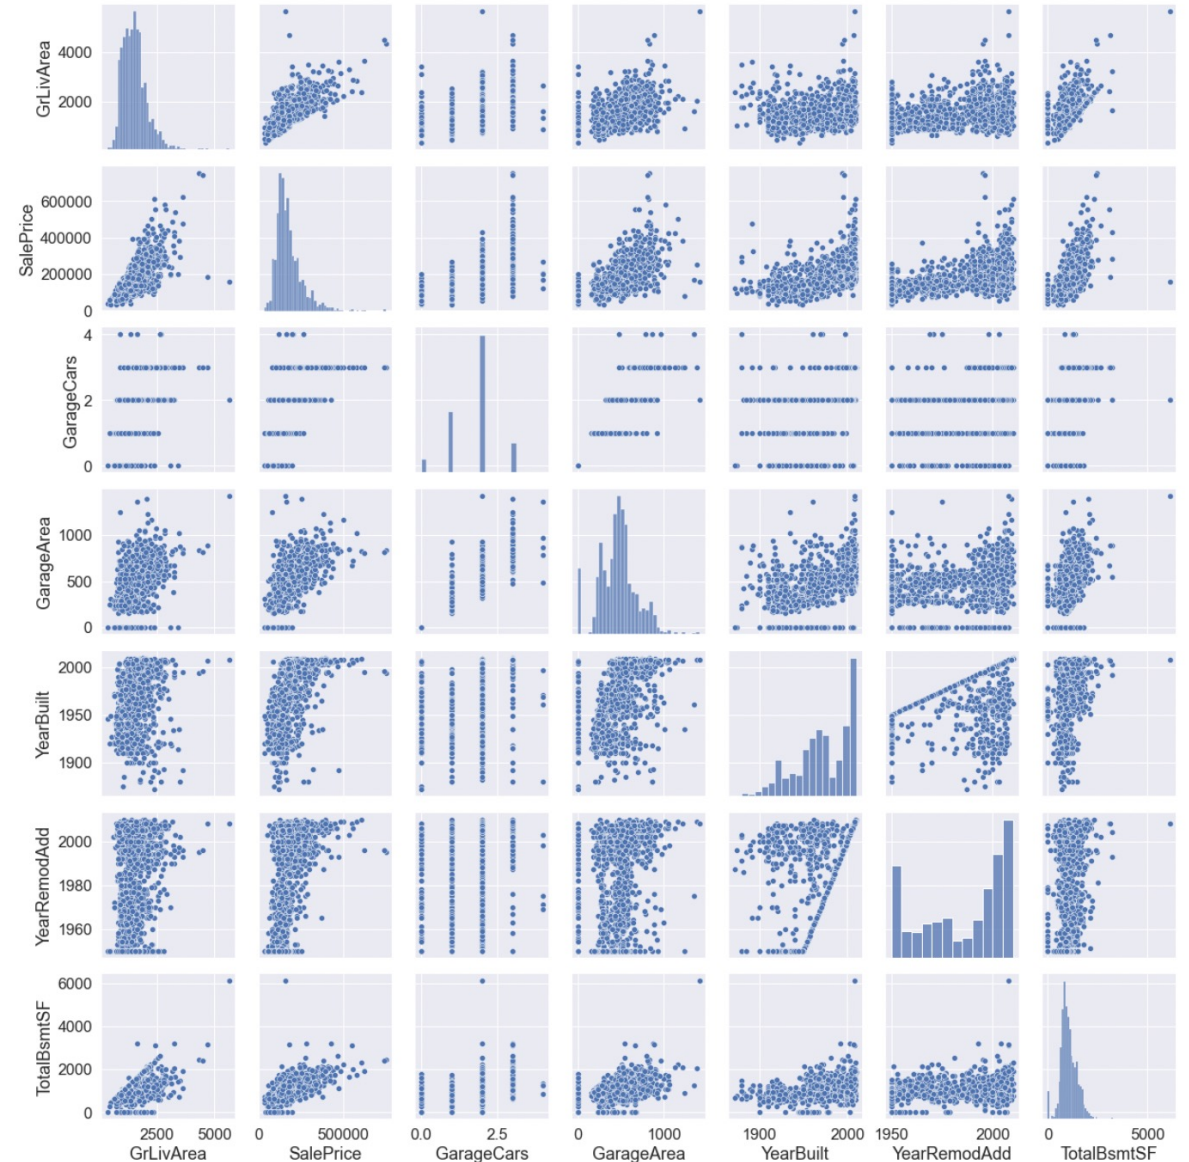 GrLivArea
4000
2000
SalePrice
600000
400000
200000
0
GarageCars
4
2
0
GarageArea
1000
500
0
YearBuilt
2000
1950
1900
YearRemodAdd
2000
1980
1960
TotalBsmtSF
6000
4000
2000
0
2500 5000 0 500000 0.0 2.5 0 1000 1900 2000 1950 2000 0 5000
GrLivArea SalePrice GarageCars GarageArea YearBuilt YearRemodAdd TotalBsmtSF